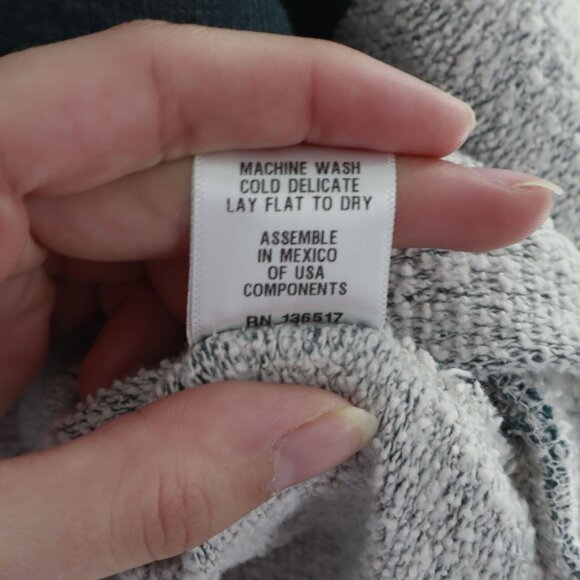 MACHINE WASH
COLD DELICATE
LAY FLAT TO DRY
ASSEMBLE
IN MEXICO
OF USA
COMPONENTS
RN 136517